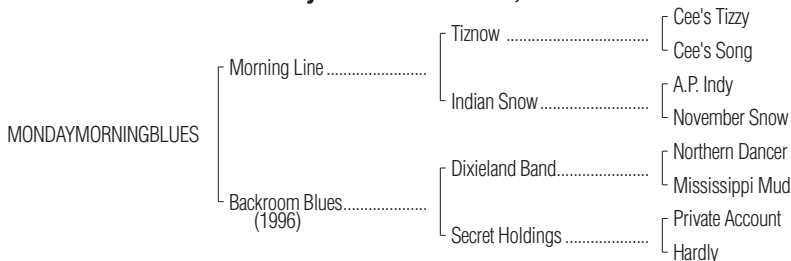 Cee's Tizzy
Tiznow ..................................
Cee's Song
Morning Line ........................
A.P. Indy
Indian Snow..........................
November Snow
MONDAYMORNINGBLUES
Northern Dancer
Dixieland Band......................
Mississippi Mud
Backroom Blues....................
(1996)
Private Account
Secret Holdings ....................
Hardly